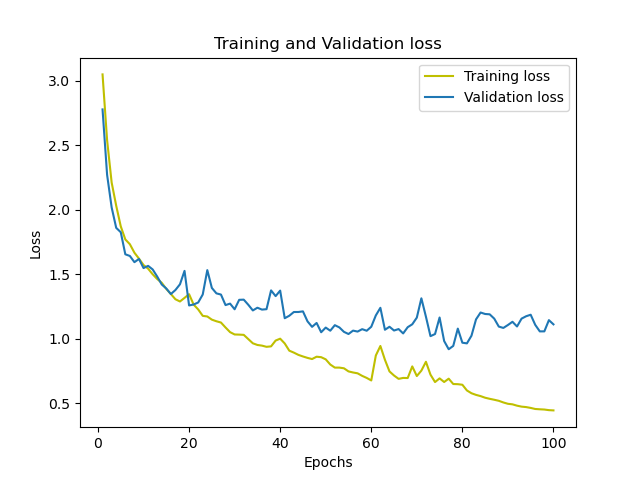 Training and Validation loss
Training loss
Validation loss
3.0
2.5
2.0
1.5
1.0
0.5
Loss
0 20 40 60 80 100
Epochs